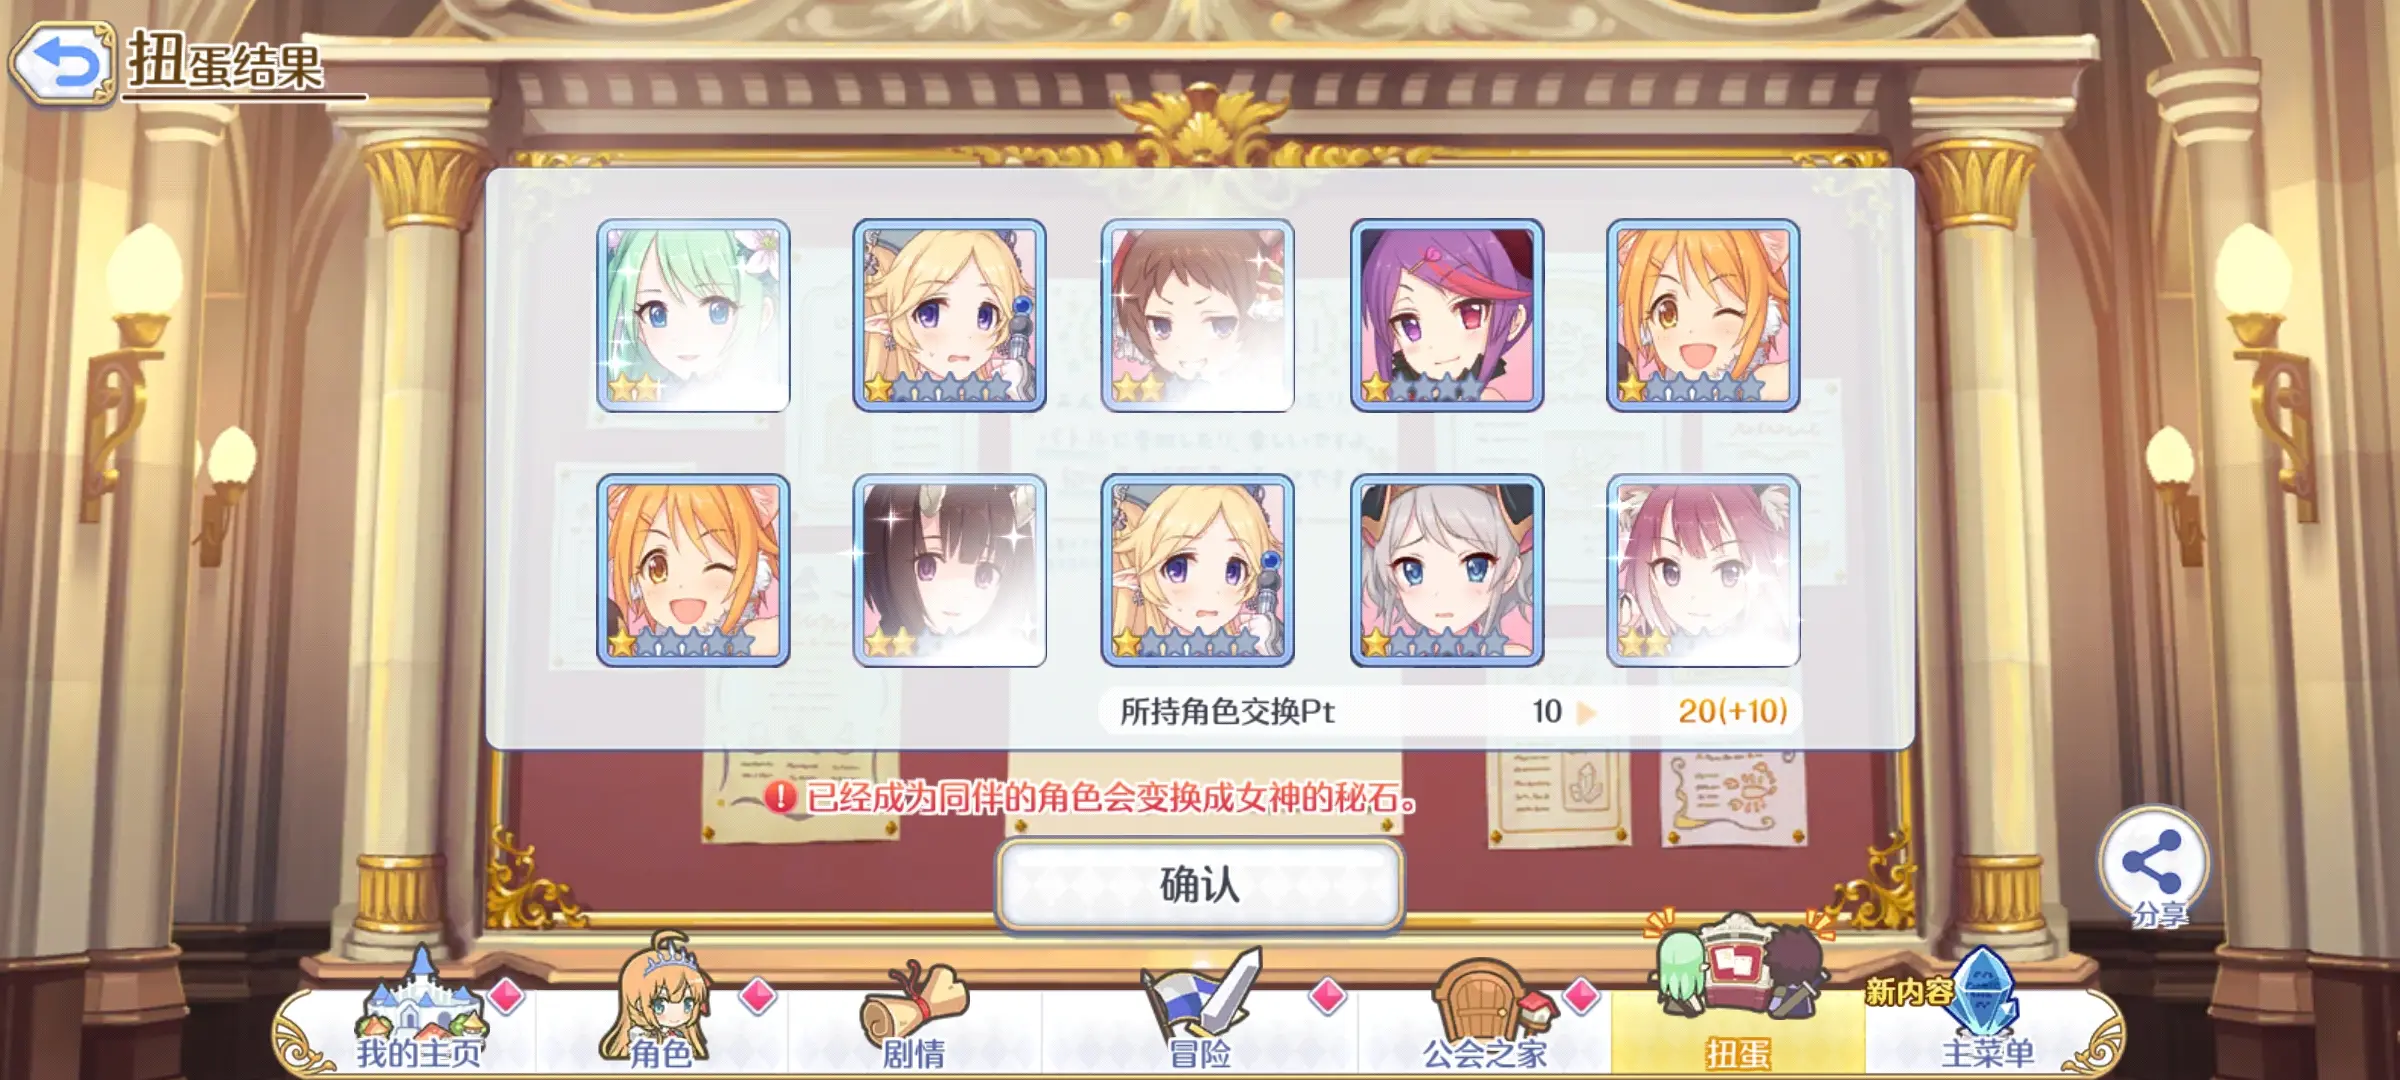 扭蛋结果
所持角色交换Pt 10 20(+10)
已经成为同伴的角色会变换成女神的秘石。
确认
分享
新内容
我的主页 角色 剧情 冒险 公会之家 扭蛋 主菜单